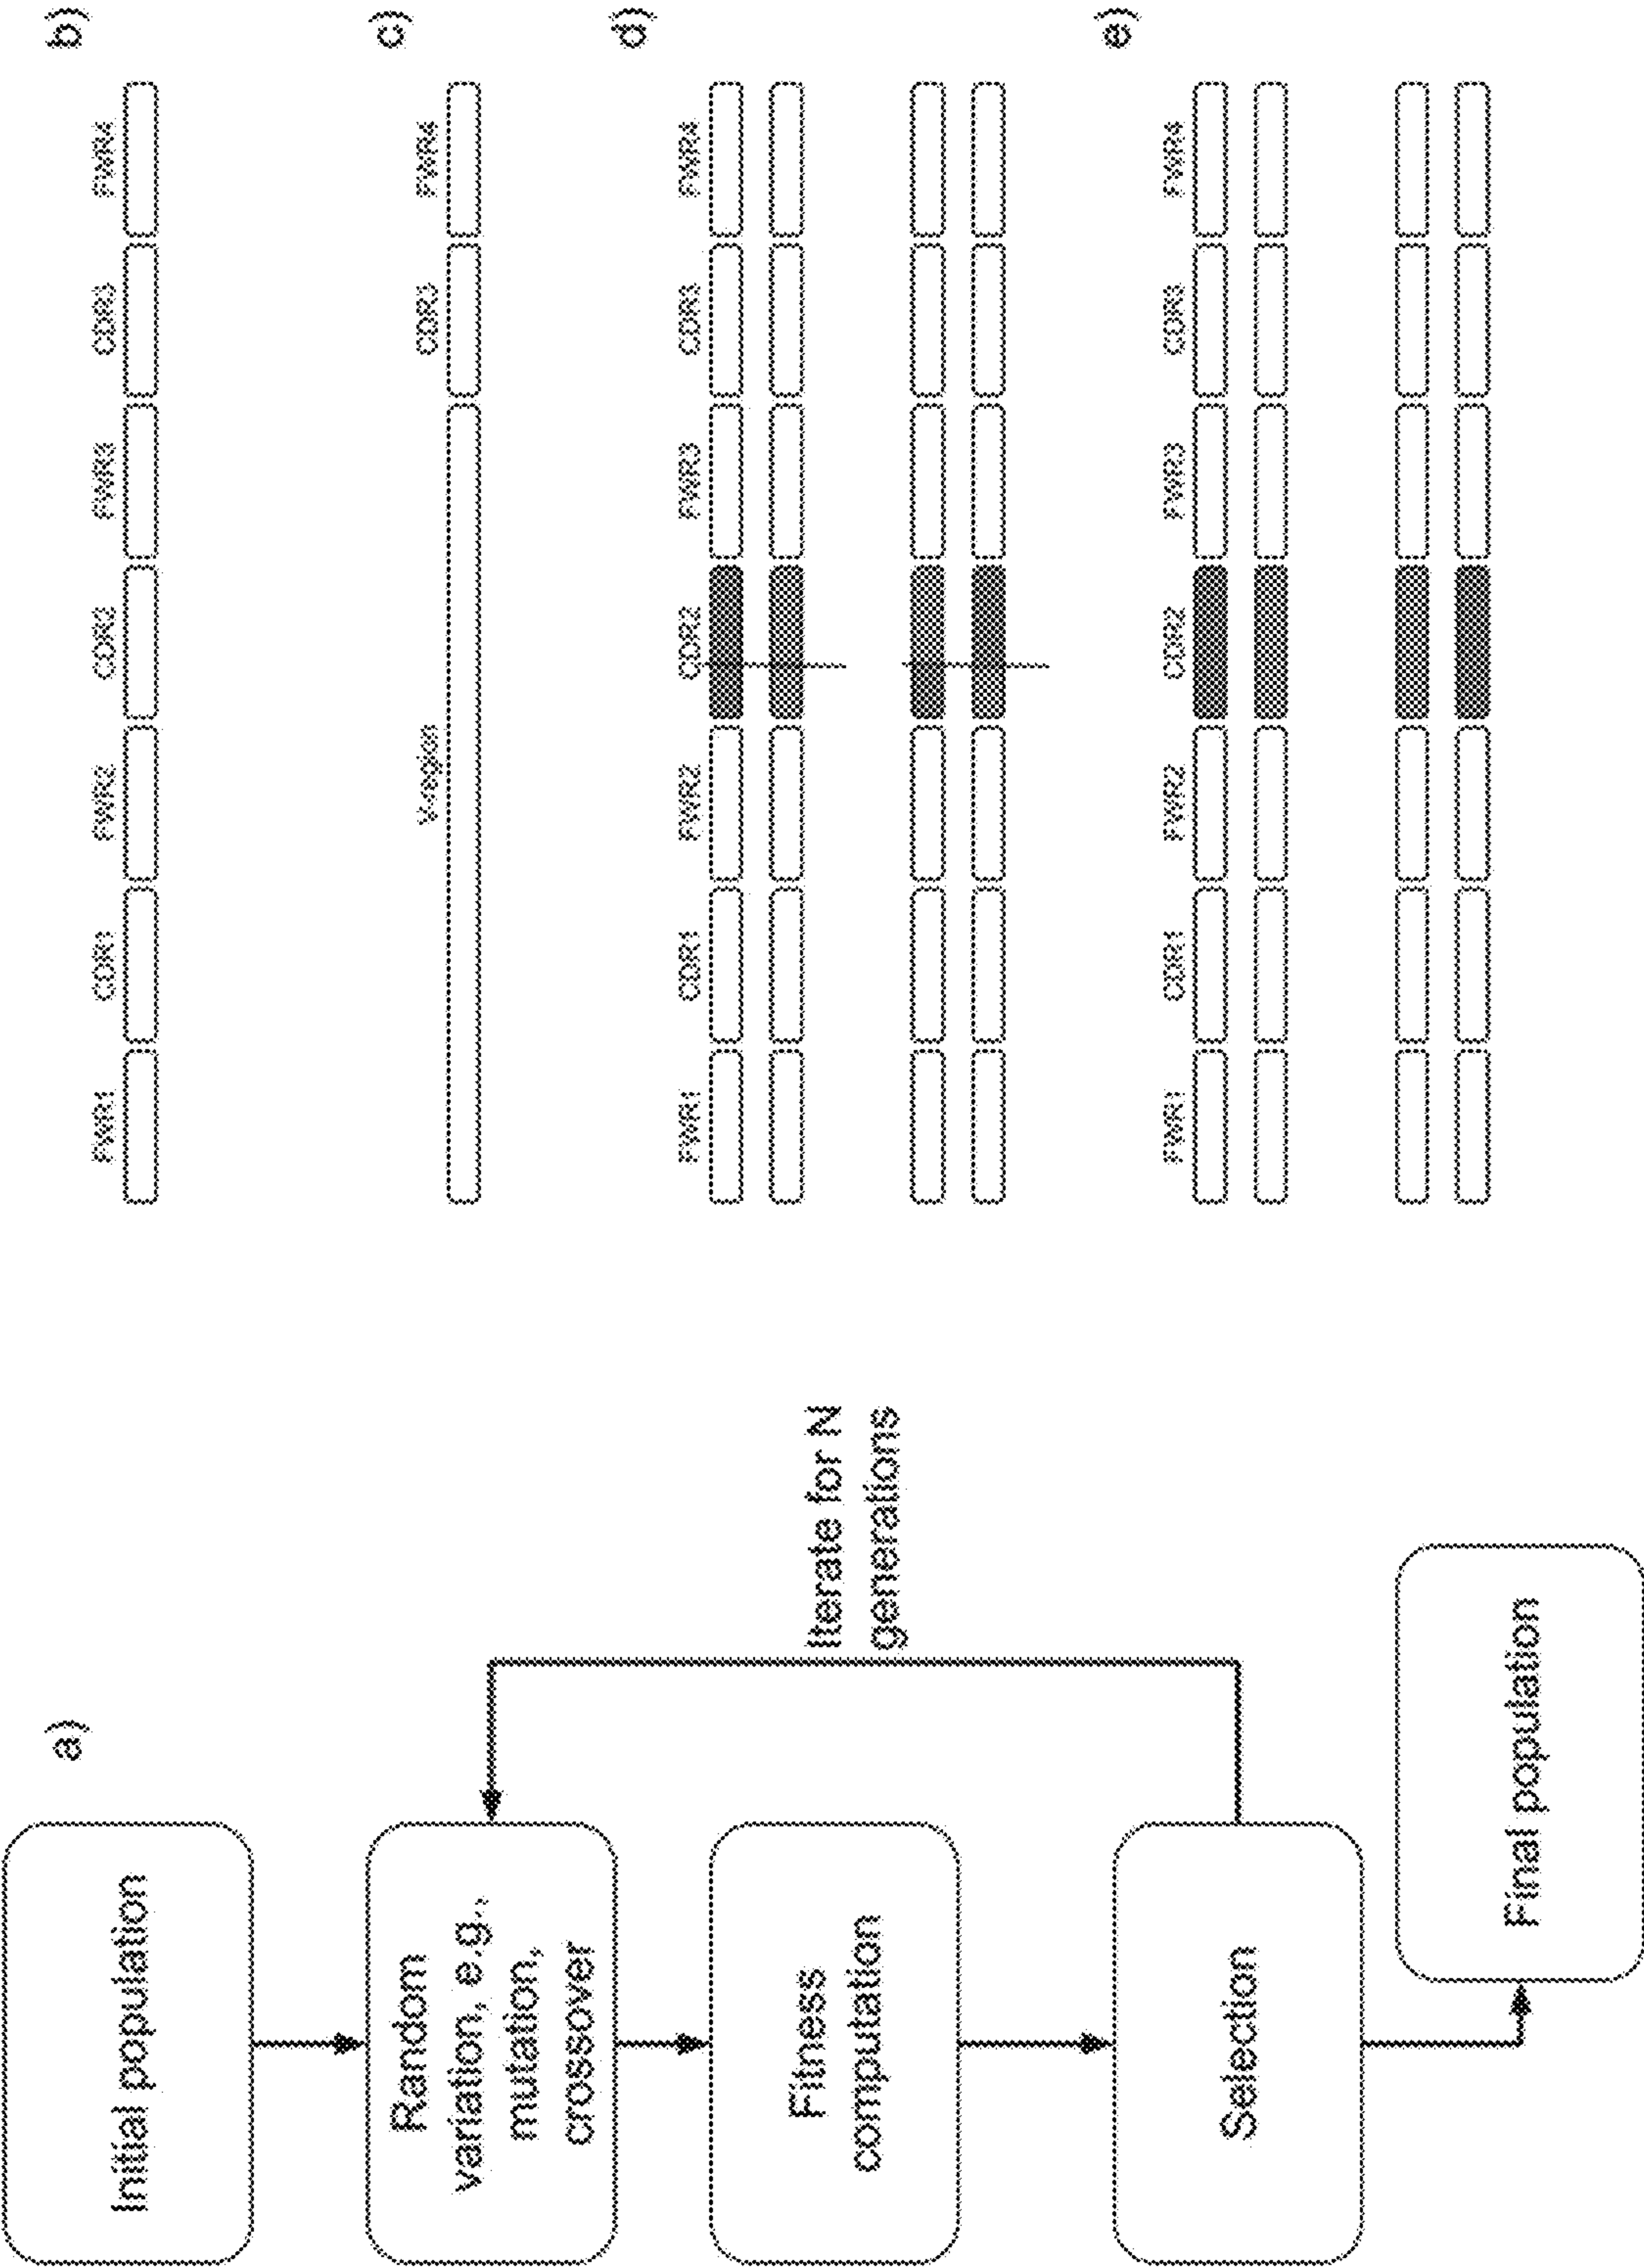 a)
Initial population
Random
variation, e.g.,
mutation,
crossover
Fitness
computation
Selection
Iterate for N
generations
Final population
b)
FWR1 CDR1 FWR2 CDR2 FWR3 CDR3 FWR4
c)
V-region CDR3 FWR4
d)
FWR1 CDR1 FWR2 CDR2 FWR3 CDR3 FWR4
e)
FWR1 CDR1 FWR2 CDR2 FWR3 CDR3 FWR4